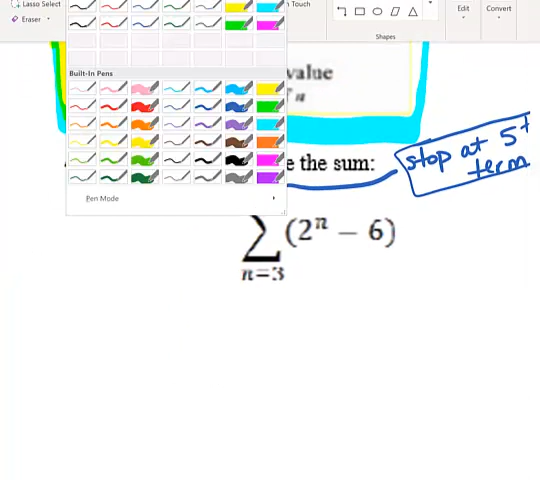 Lasso Select
Eraser
Touch
Shapes
Edit
Convert
value
n
Built-In Pens
e the sum:
stop at 5t
term
Pen Mode
∑ (2ⁿ − 6)
n=3